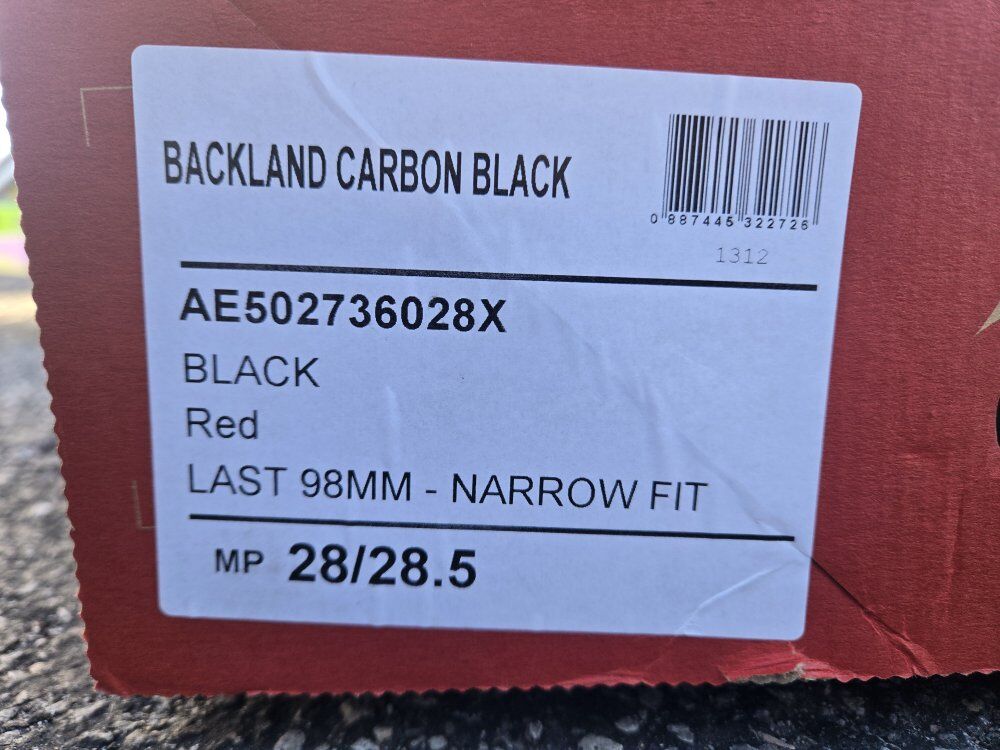 BACKLAND CARBON BLACK
0 887445 322726
1312
AE502736028X
BLACK
Red
LAST 98MM - NARROW FIT
MP 28/28.5